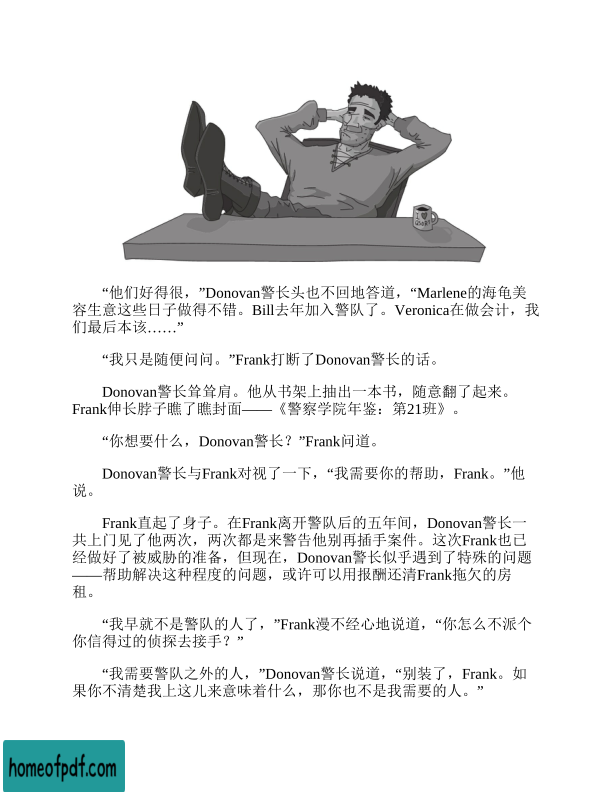 I ♥
“他们好得很，”Donovan警长头也不回地答道，“Marlene的海龟美
容生意这些日子做得不错。Bill去年加入警队了。Veronica在做会计，我
们最后本该……”
“我只是随便问问。”Frank打断了Donovan警长的话。
Donovan警长耸耸肩。他从书架上抽出一本书，随意翻了起来。
Frank伸长脖子瞧了瞧封面——《警察学院年鉴：第21班》。
“你想要什么，Donovan警长？”Frank问道。
Donovan警长与Frank对视了一下，“我需要你的帮助，Frank。”他
说。
Frank直起了身子。在Frank离开警队后的五年间，Donovan警长一
共上门见了他两次，两次都是来警告他别再插手案件。这次Frank也已
经做好了被威胁的准备，但现在，Donovan警长似乎遇到了特殊的问题
——帮助解决这种程度的问题，或许可以用报酬还清Frank拖欠的房
租。
“我早就不是警队的人了，”Frank漫不经心地说道，“你怎么不派个
你信得过的侦探去接手？”
“我需要警队之外的人，”Donovan警长说道，“别装了，Frank。如
果你不清楚我上这儿来意味着什么，那你也不是我需要的人。”
homeofpdf.com